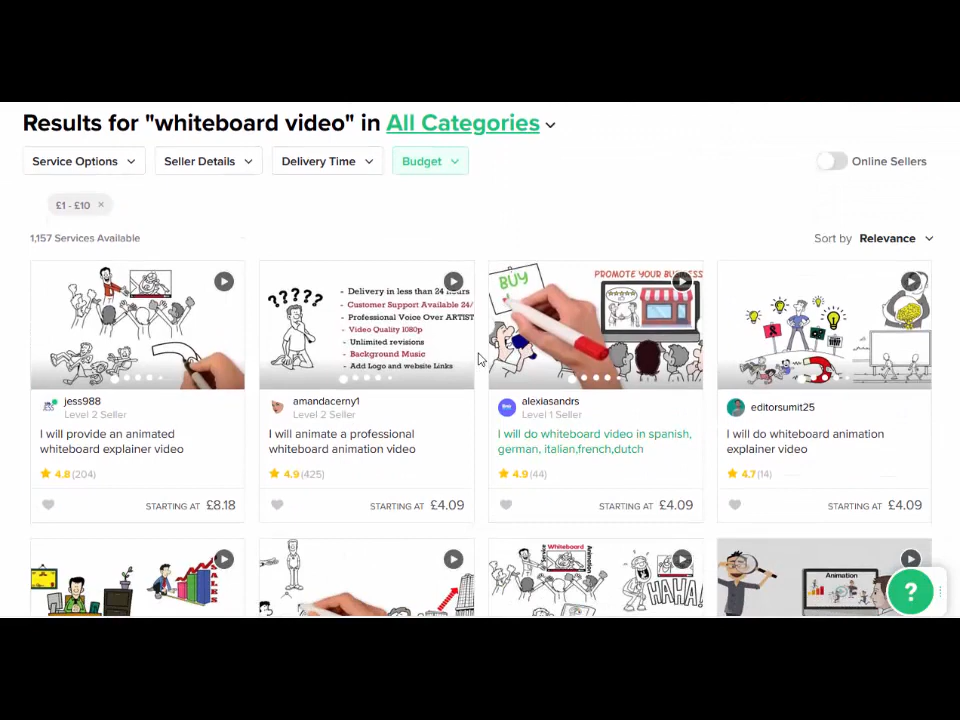 Results for "whiteboard video" in All Categories
Service Options
Seller Details
Delivery Time
Budget
Online Sellers
£1 - £10 ×
1,157 Services Available
Sort by Relevance
????? 
- Delivery in less than 24 hours
- Customer Support Available 24/
- Professional Voice Over ARTIST
- Video Quality 1080p
- Unlimited revisions
- Background Music
- Add Logo and website Links
BUY
PROMOTE YOUR BUSINESS
jess988
Level 2 Seller
I will provide an animated
whiteboard explainer video
4.8 (204)
STARTING AT £8.18
amandacerny1
Level 2 Seller
I will animate a professional
whiteboard animation video
4.9 (425)
STARTING AT £4.09
alexiasandrs
Level 1 Seller
I will do whiteboard video in spanish,
german, italian,french,dutch
4.9 (44)
STARTING AT £4.09
editorsumit25
I will do whiteboard animation
explainer video
4.7 (14)
STARTING AT £4.09
SALES
Service
Whiteboard
Animation
HAHA!
Animation
?